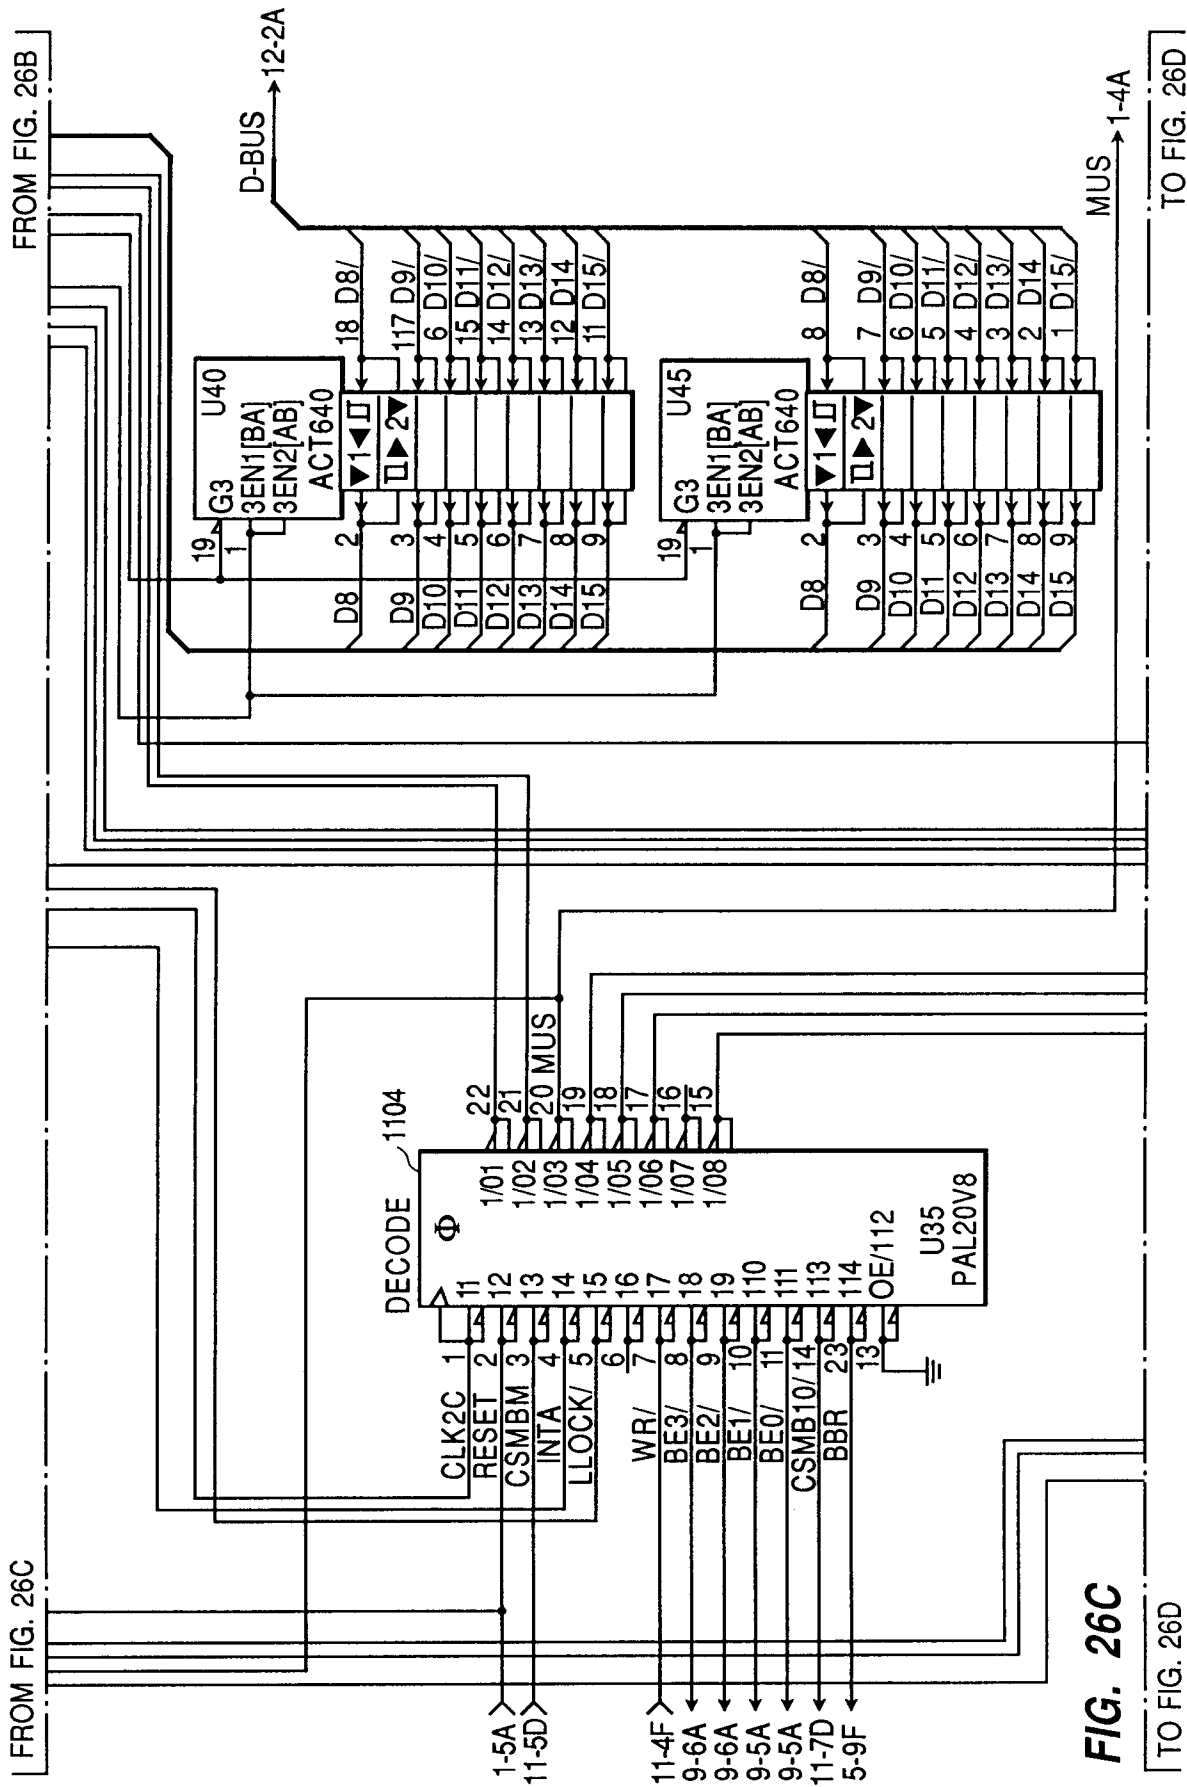 FROM FIG. 26C
FROM FIG. 26B
D-BUS
12-2A
U40
G3
3EN1[BA]
3EN2[AB]
ACT640
19
1
▼1◄
►2▼
D8 2 18 D8/
D9 3 117 D9/
D10 4 6 D10/
D11 5 15 D11/
D12 6 14 D12/
D13 7 13 D13/
D14 8 12 D14
D15 9 11 D15/
U45
G3
3EN1[BA]
3EN2[AB]
ACT640
19
1
▼1◄
►2▼
D8 2 8 D8/
D9 3 7 D9/
D10 4 6 D10/
D11 5 5 D11/
D12 6 4 D12/
D13 7 3 D13/
D14 8 2 D14
D15 9 1 D15/
MUS
1-4A
DECODE
1104
Φ
CLK2C 1 11
1-5A RESET 2 12
11-5D CSMBM 3 13
INTA 4 14
LLOCK/ 5 15
6 16
11-4F WR/ 7 17
9-6A BE3/ 8 18
9-6A BE2/ 9 19
9-5A BE1/ 10 110
9-5A BE0/ 11 111
11-7D CSMB10/ 14 113
5-9F BBR 23 114
13 OE/112
1/01 22
1/02 21
1/03 20 MUS
1/04 19
1/05 18
1/06 17
1/07 16
1/08 15
U35
PAL20V8
FIG. 26C
TO FIG. 26D
TO FIG. 26D